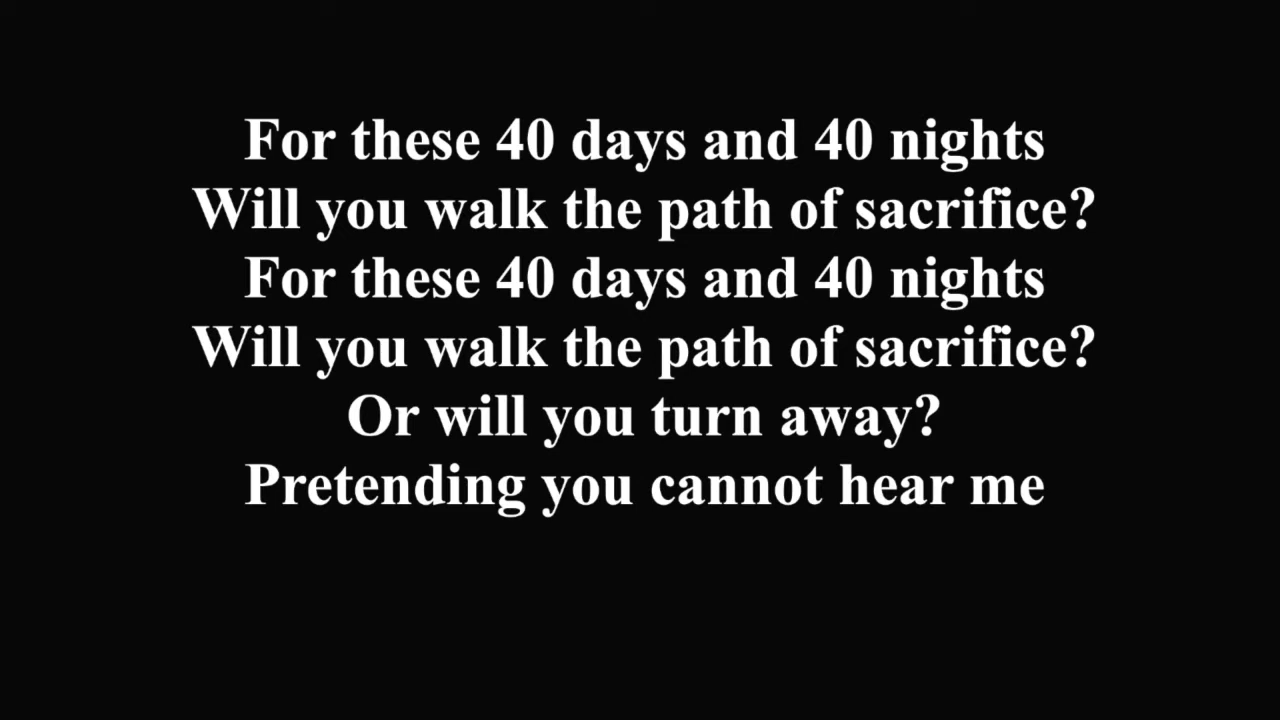 For these 40 days and 40 nights
Will you walk the path of sacrifice?
For these 40 days and 40 nights
Will you walk the path of sacrifice?
Or will you turn away?
Pretending you cannot hear me